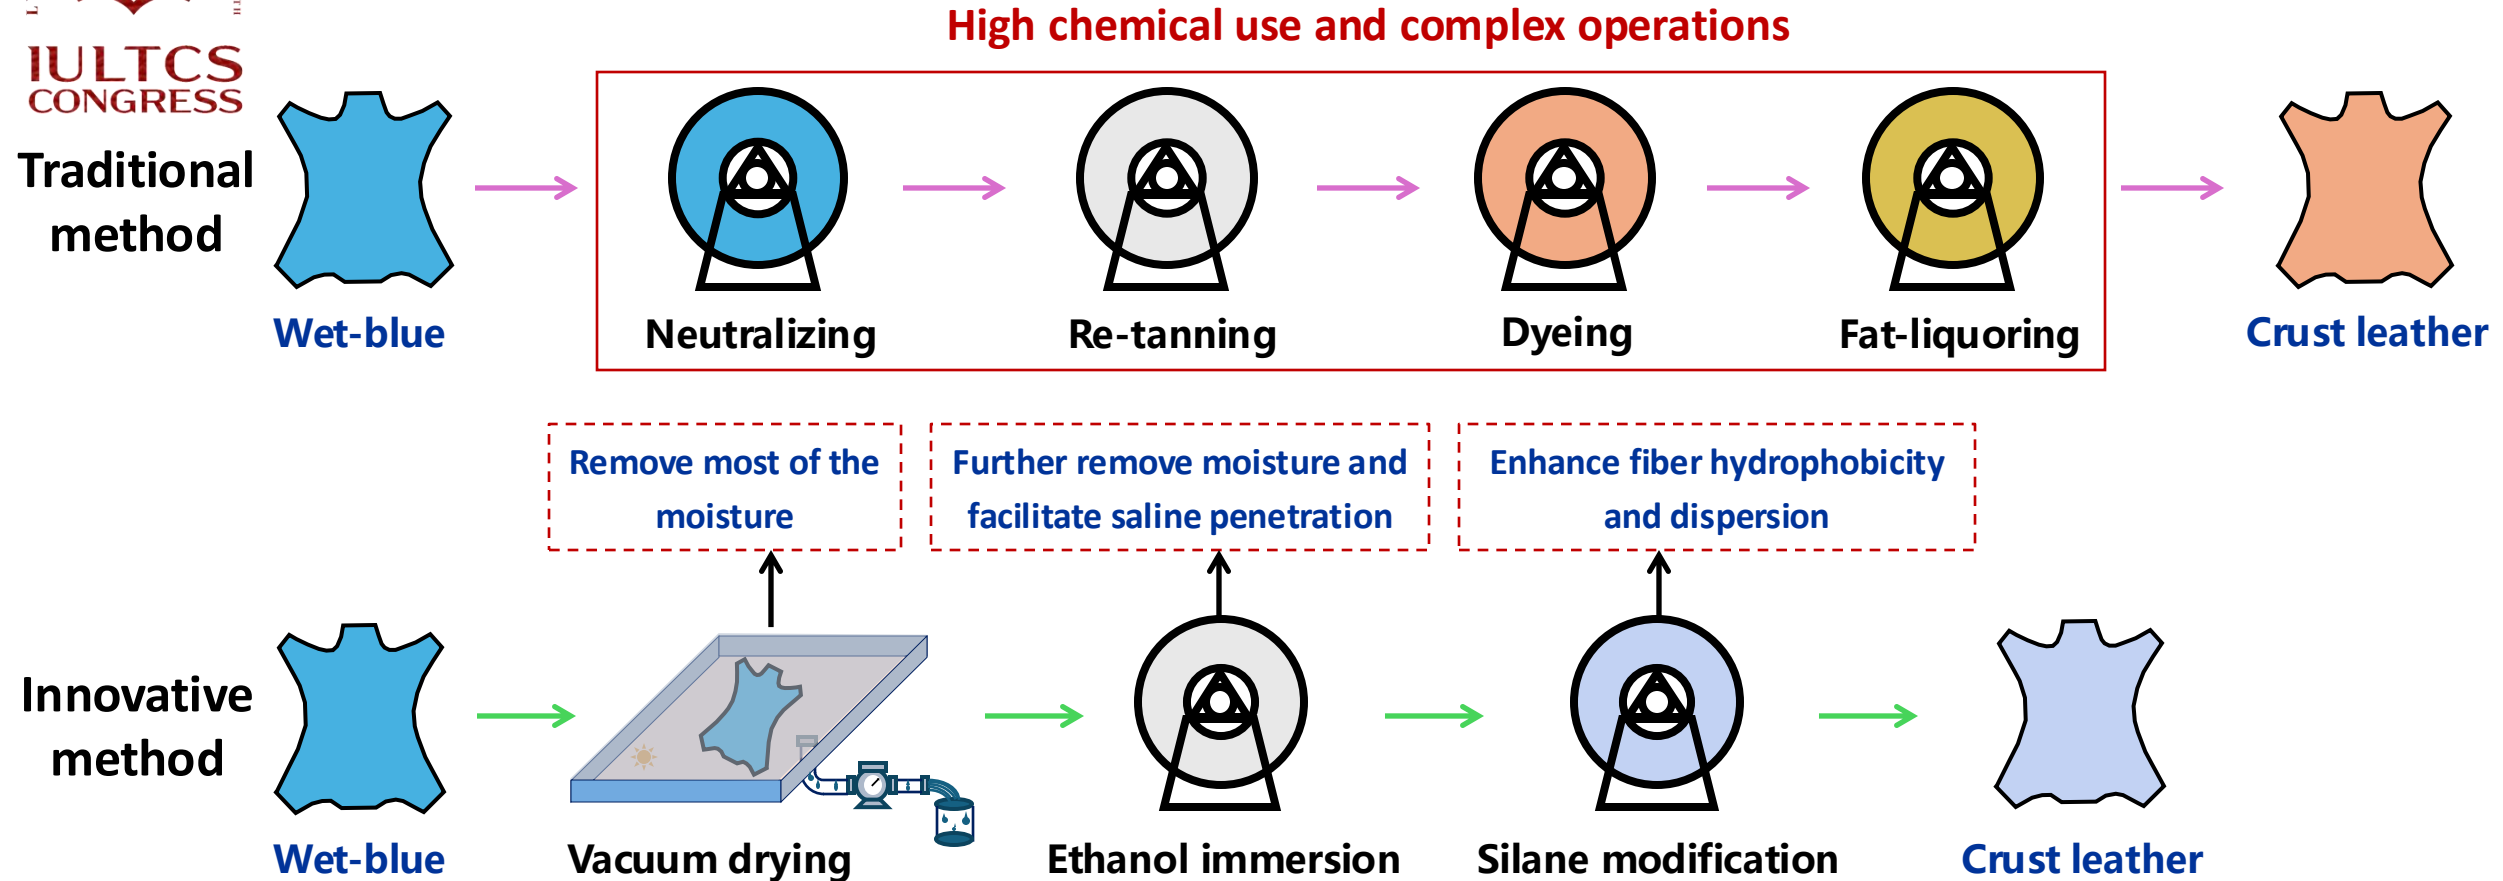 High chemical use and complex operations
IULTCS
CONGRESS
Traditional
method
Wet-blue
Neutralizing
Re-tanning
Dyeing
Fat-liquoring
Crust leather
Remove most of the
moisture
Further remove moisture and
facilitate saline penetration
Enhance fiber hydrophobicity
and dispersion
Innovative
method
Wet-blue
Vacuum drying
Ethanol immersion
Silane modification
Crust leather